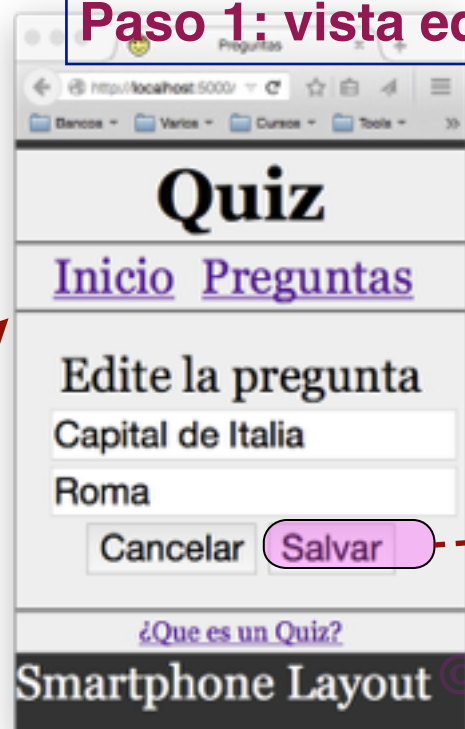 Paso 1: vista ed
Preguntas
http://localhost:5000/
Bancos Varios Cursos Tools
Quiz
Inicio Preguntas
Edite la pregunta
Capital de Italia
Roma
Cancelar Salvar
¿Que es un Quiz?
Smartphone Layout ©